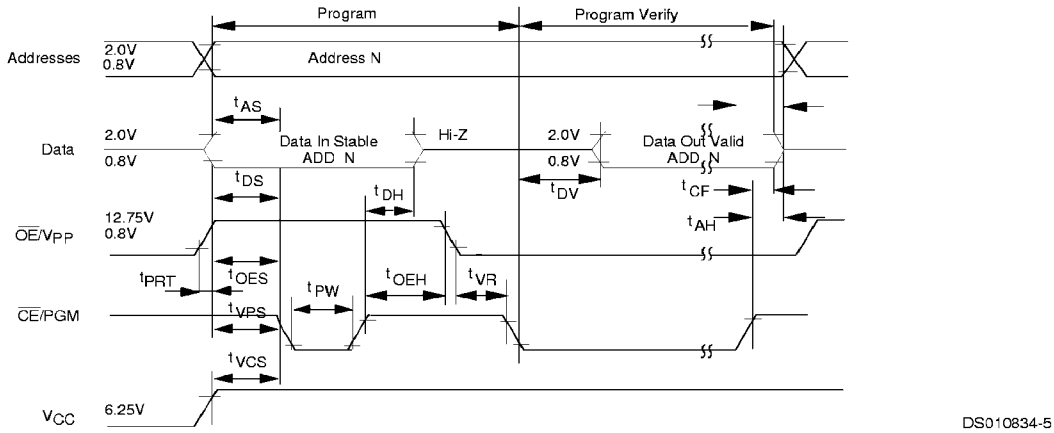 Program
Program Verify
Addresses
2.0V
0.8V
Address N
tAS
Data
2.0V
0.8V
Data In Stable
ADD N
Hi-Z
2.0V
0.8V
Data Out Valid
ADD N
tDS
tDH
tDV
tCF
tAH
OE/VPP
12.75V
0.8V
tPRT
tOES
tPW
tOEH
tVR
CE/PGM
tVPS
tVCS
VCC
6.25V
DS010834-5